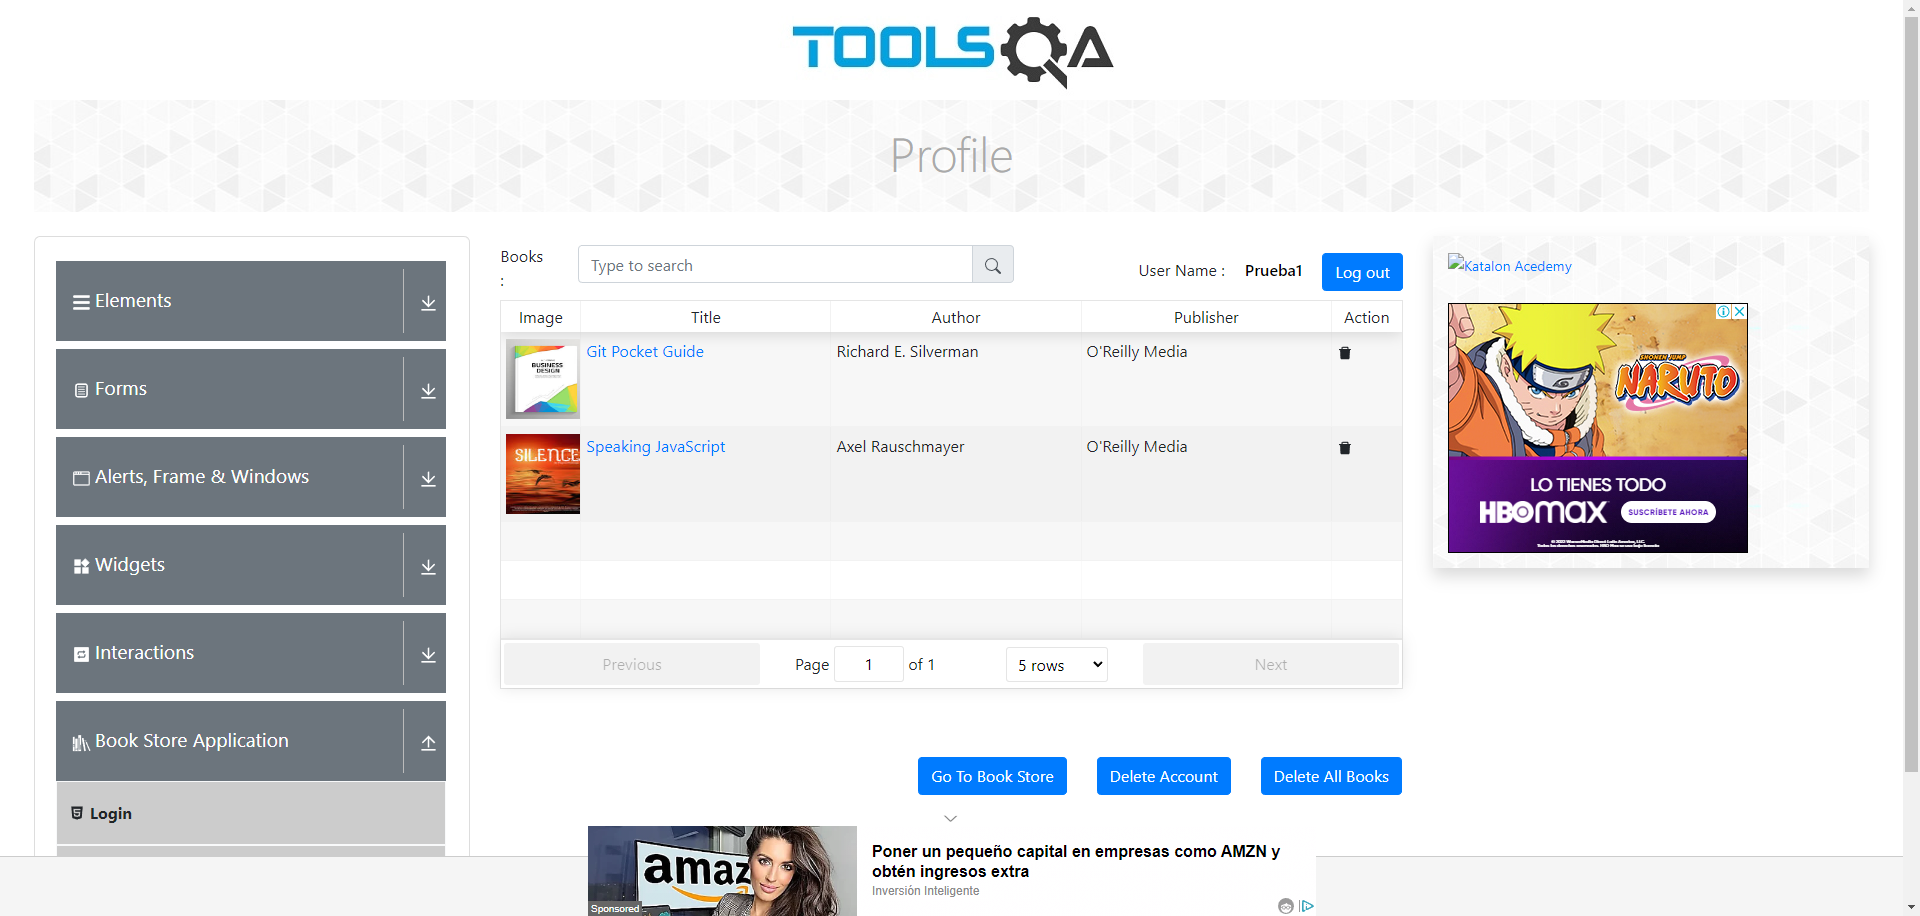 TOOLSQA
Profile
Elements
Forms
Alerts, Frame & Windows
Widgets
Interactions
Book Store Application
Login
Books
:
Type to search
User Name :
Prueba1
Log out
Image
Title
Author
Publisher
Action
BUSINESS
DESIGN
Git Pocket Guide
Richard E. Silverman
O'Reilly Media
SILENCE
Speaking JavaScript
Axel Rauschmayer
O'Reilly Media
Previous
Page
1
of 1
5 rows
Next
Go To Book Store
Delete Account
Delete All Books
Katalon Acedemy
SHONEN JUMP
NARUTO
LO TIENES TODO
HBOmax
SUSCRÍBETE AHORA
amaz
Sponsored
Poner un pequeño capital en empresas como AMZN y
obtén ingresos extra
Inversión Inteligente